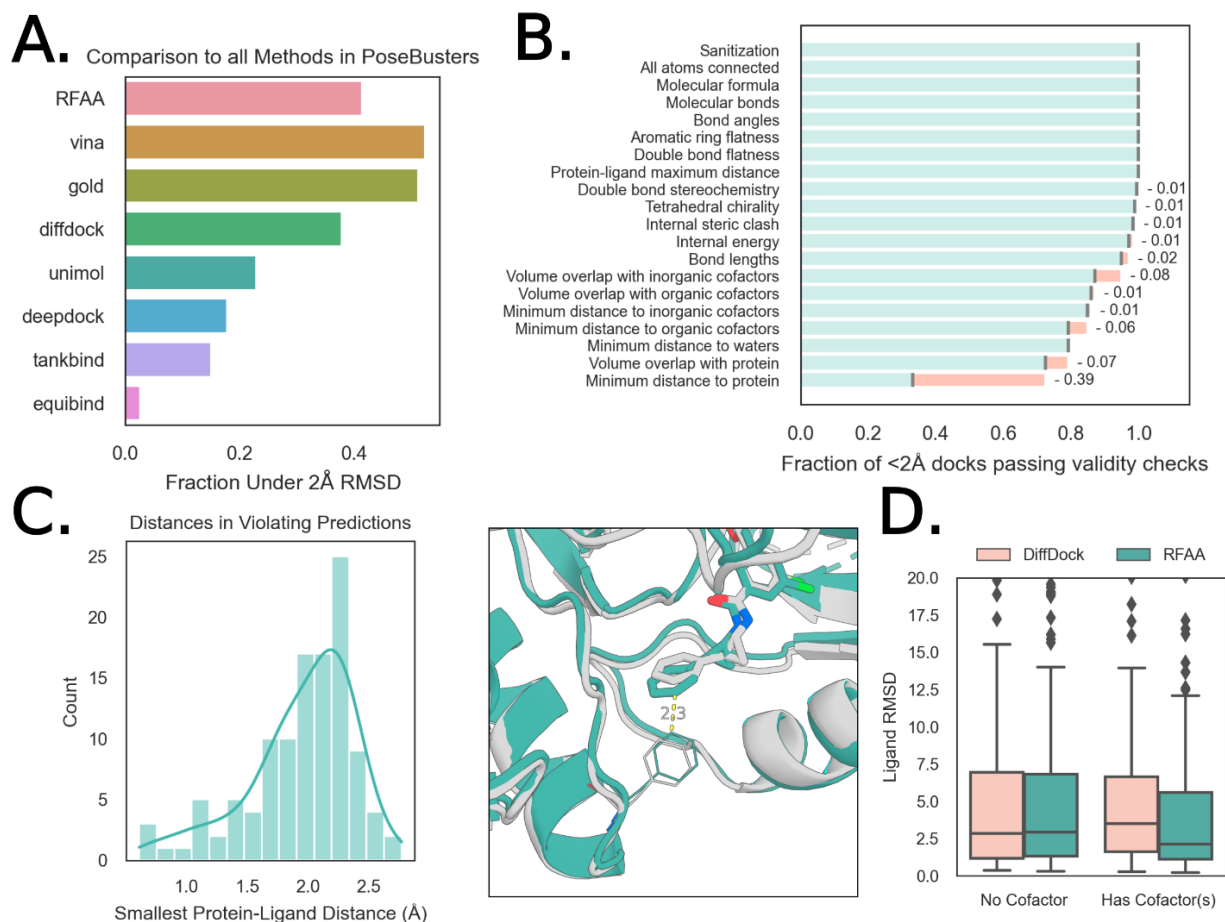 A.
Comparison to all Methods in PoseBusters
RFAA
vina
gold
diffdock
unimol
deepdock
tankbind
equibind
0.0 0.2 0.4
Fraction Under 2Å RMSD
B.
Sanitization
All atoms connected
Molecular formula
Molecular bonds
Bond angles
Aromatic ring flatness
Double bond flatness
Protein-ligand maximum distance
Double bond stereochemistry - 0.01
Tetrahedral chirality - 0.01
Internal steric clash - 0.01
Internal energy - 0.01
Bond lengths - 0.02
Volume overlap with inorganic cofactors - 0.08
Volume overlap with organic cofactors - 0.01
Minimum distance to inorganic cofactors - 0.01
Minimum distance to organic cofactors - 0.06
Minimum distance to waters
Volume overlap with protein - 0.07
Minimum distance to protein - 0.39
0.0 0.2 0.4 0.6 0.8 1.0
Fraction of <2Å docks passing validity checks
C.
Distances in Violating Predictions
25
20
15
10
5
0
Count
1.0 1.5 2.0 2.5
Smallest Protein-Ligand Distance (Å)
2.3
D.
DiffDock RFAA
20.0
17.5
15.0
12.5
10.0
7.5
5.0
2.5
0.0
Ligand RMSD
No Cofactor Has Cofactor(s)